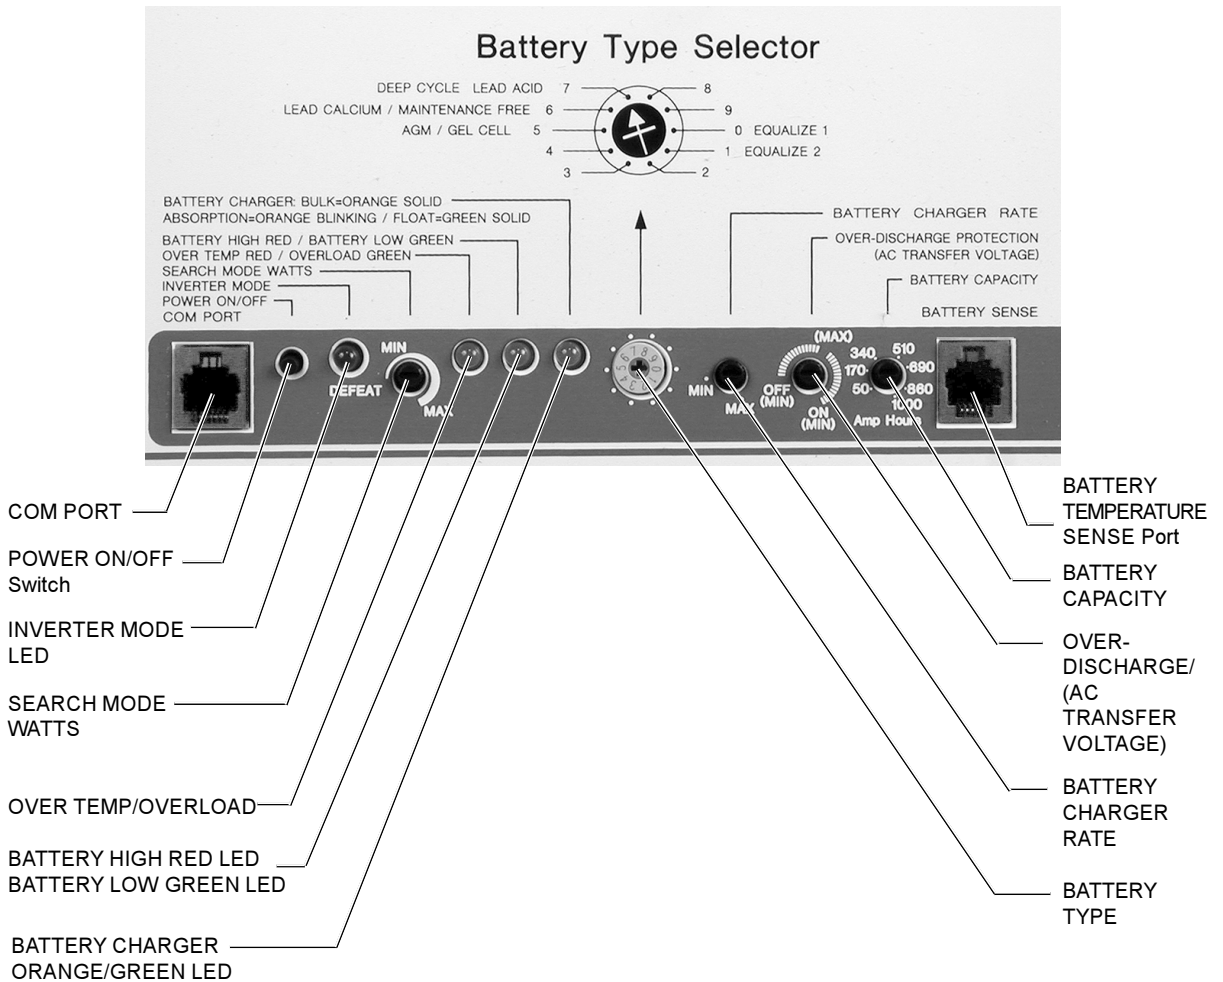 Battery Type Selector
DEEP CYCLE LEAD ACID 7
8
LEAD CALCIUM / MAINTENANCE FREE 6
9
AGM / GEL CELL 5
0 EQUALIZE 1
4
1 EQUALIZE 2
3
2
BATTERY CHARGER: BULK=ORANGE SOLID
ABSORPTION=ORANGE BLINKING / FLOAT=GREEN SOLID
BATTERY HIGH RED / BATTERY LOW GREEN
OVER TEMP RED / OVERLOAD GREEN
SEARCH MODE WATTS
INVERTER MODE
POWER ON/OFF
COM PORT
BATTERY CHARGER RATE
OVER-DISCHARGE PROTECTION
(AC TRANSFER VOLTAGE)
BATTERY CAPACITY
BATTERY SENSE
MIN
DEFEAT
MAX
MIN
MAX
(MAX)
OFF
(MIN)
ON
(MIN)
340
510
170
690
50
860
1000
Amp Hours
COM PORT
POWER ON/OFF
Switch
INVERTER MODE
LED
SEARCH MODE
WATTS
OVER TEMP/OVERLOAD
BATTERY HIGH RED LED
BATTERY LOW GREEN LED
BATTERY CHARGER
ORANGE/GREEN LED
BATTERY
TEMPERATURE
SENSE Port
BATTERY
CAPACITY
OVER-
DISCHARGE/
(AC
TRANSFER
VOLTAGE)
BATTERY
CHARGER
RATE
BATTERY
TYPE